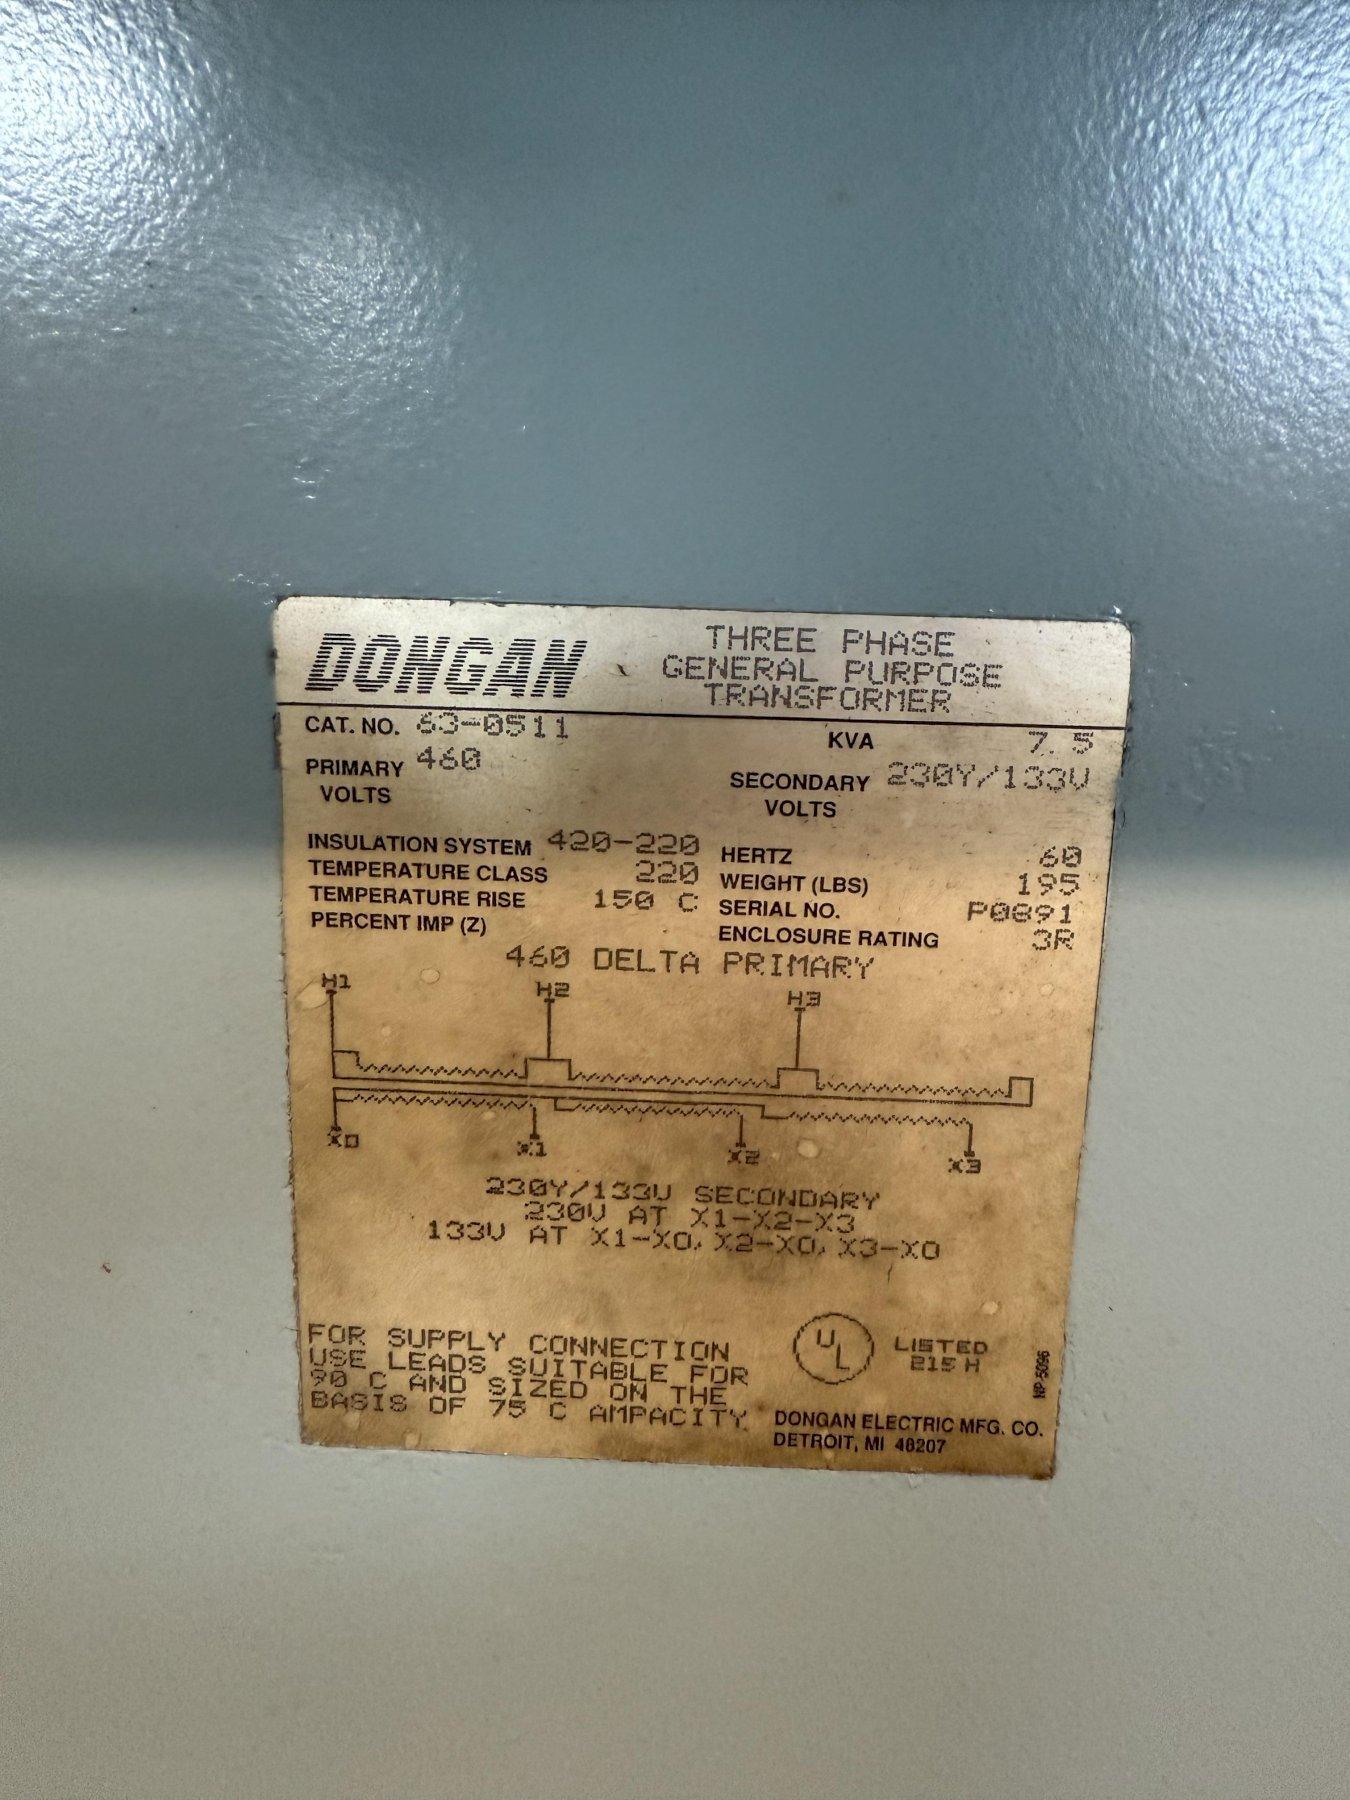 DONGAN
THREE PHASE
GENERAL PURPOSE
TRANSFORMER
CAT. NO. 63-0511
KVA 7.5
PRIMARY VOLTS 460
SECONDARY VOLTS 230Y/133V
INSULATION SYSTEM 420-220
TEMPERATURE CLASS 220
TEMPERATURE RISE 150 C
PERCENT IMP (Z)
HERTZ 60
WEIGHT (LBS) 195
SERIAL NO. P0891
ENCLOSURE RATING 3R
460 DELTA PRIMARY
H1 H2 H3
X0 X1 X2 X3
230Y/133V SECONDARY
230V AT X1-X2-X3
133V AT X1-X0, X2-X0, X3-X0
FOR SUPPLY CONNECTION
USE LEADS SUITABLE FOR
90 C AND SIZED ON THE
BASIS OF 75 C AMPACITY
UL
LISTED
215 H
NP-5096
DONGAN ELECTRIC MFG. CO.
DETROIT, MI 48207